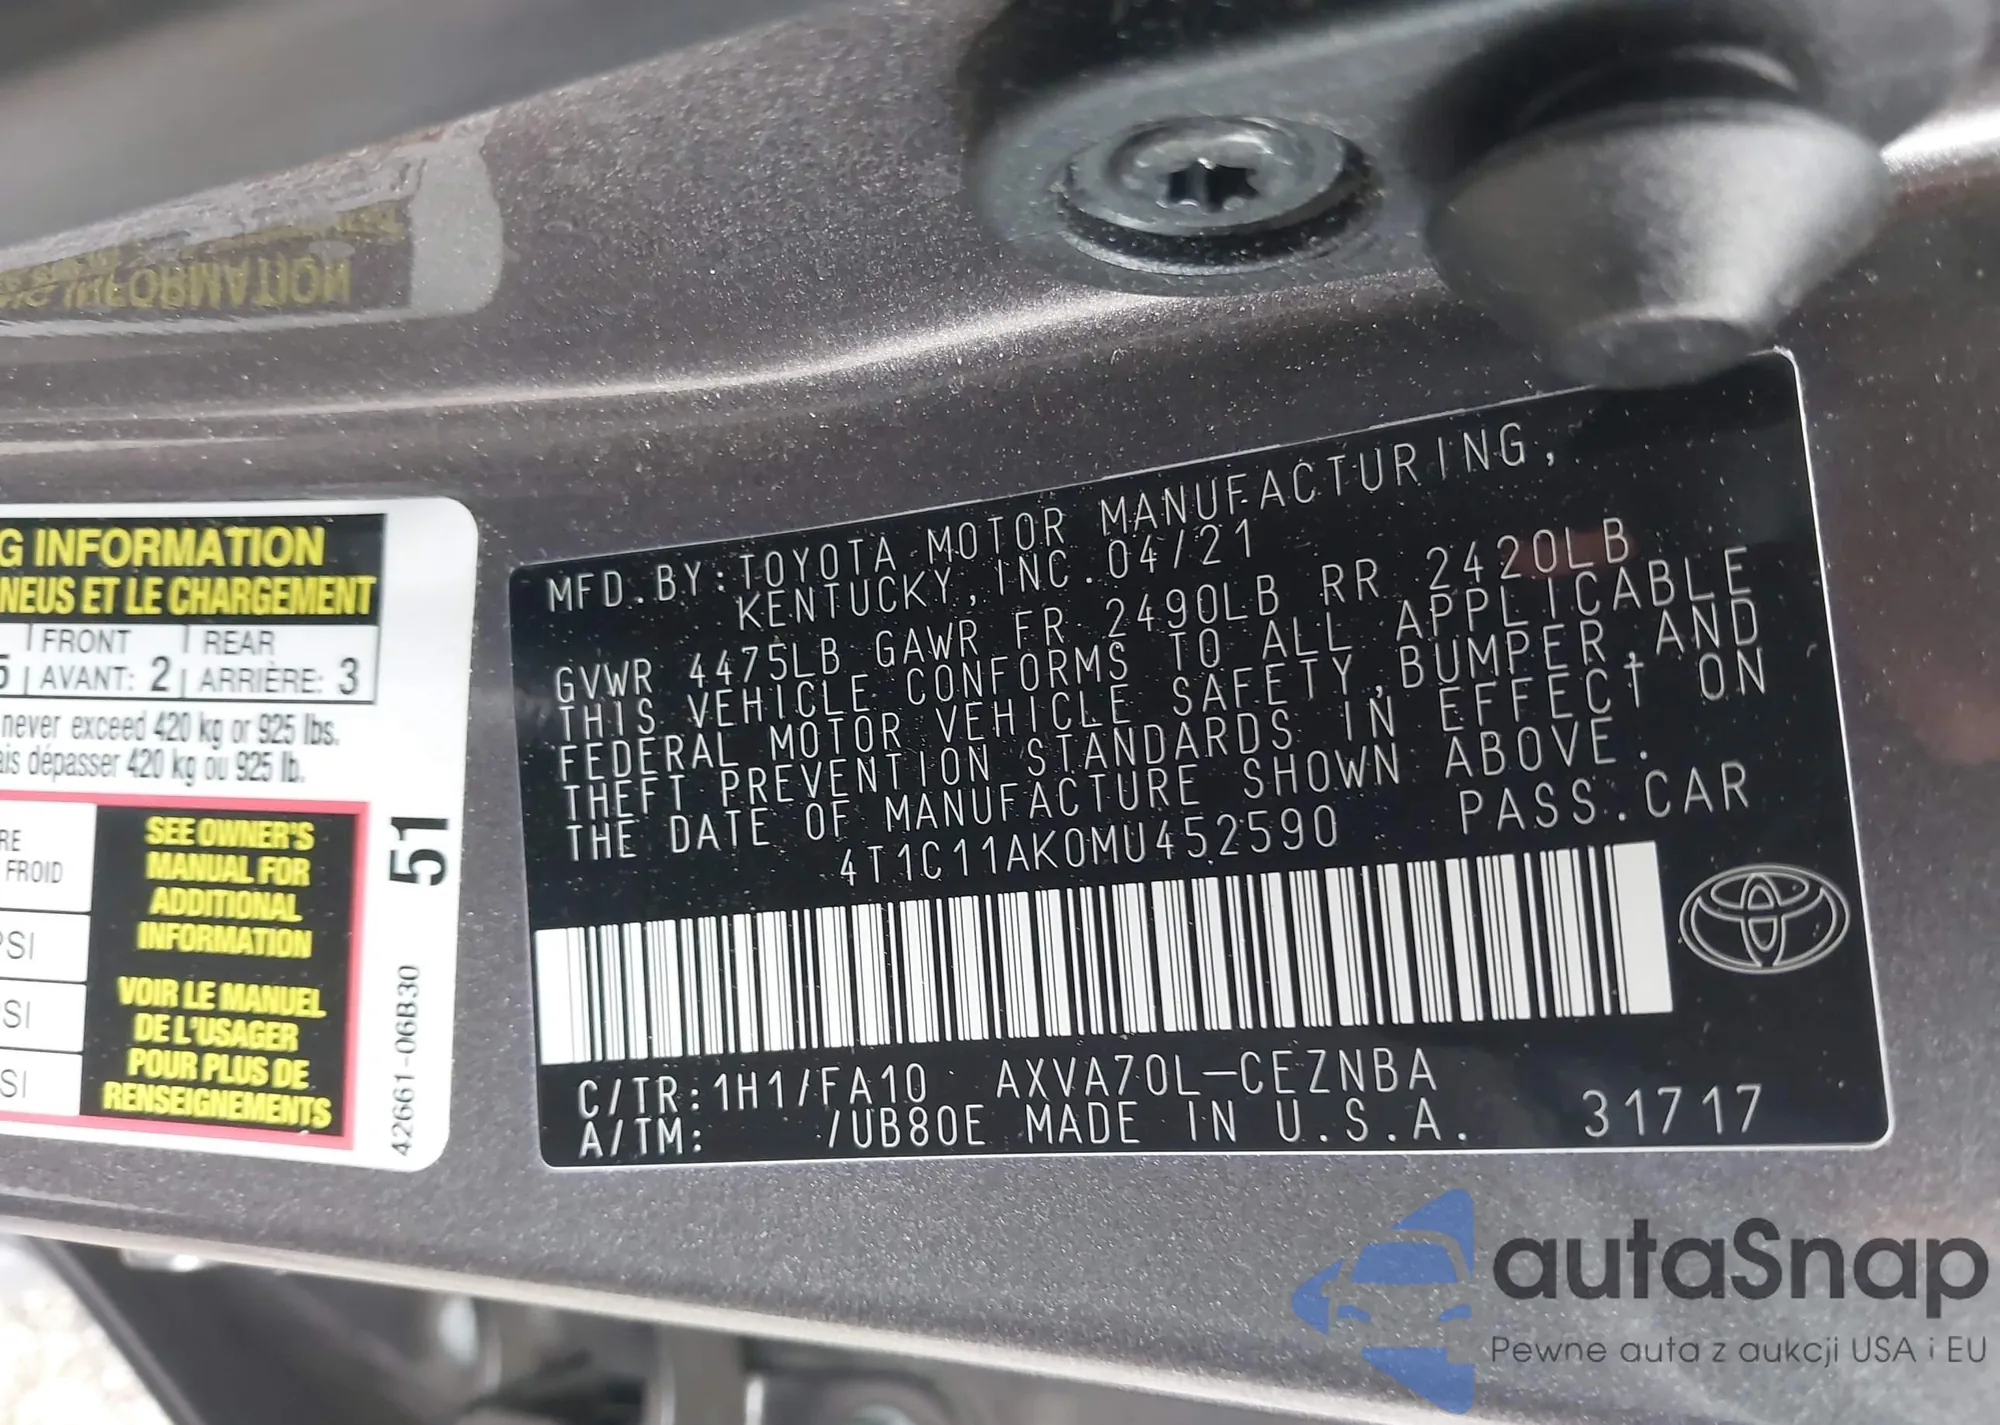 G INFORMATION
NEUS ET LE CHARGEMENT
5 FRONT REAR
AVANT: 2 ARRIÈRE: 3
never exceed 420 kg or 925 lbs.
ais dépasser 420 kg ou 925 lb.
RE
FROID
PSI
SI
SI
SEE OWNER'S
MANUAL FOR
ADDITIONAL
INFORMATION
VOIR LE MANUEL
DE L'USAGER
POUR PLUS DE
RENSEIGNEMENTS
51
42661-06B30
MFD.BY:TOYOTA MOTOR MANUFACTURING,
KENTUCKY, INC. 04/21
GVWR 4475LB GAWR FR 2490LB RR 2420LB
THIS VEHICLE CONFORMS TO ALL APPLICABLE
FEDERAL MOTOR VEHICLE SAFETY,BUMPER,AND
THEFT PREVENTION STANDARDS IN EFFECT ON
THE DATE OF MANUFACTURE SHOWN ABOVE.
4T1C11AK0MU452590 PASS.CAR
C/TR:1H1/FA10 AXVA70L-CEZNBA
A/TM: /UB80E MADE IN U.S.A. 31717
autaSnap
Pewne auta z aukcji USA i EU